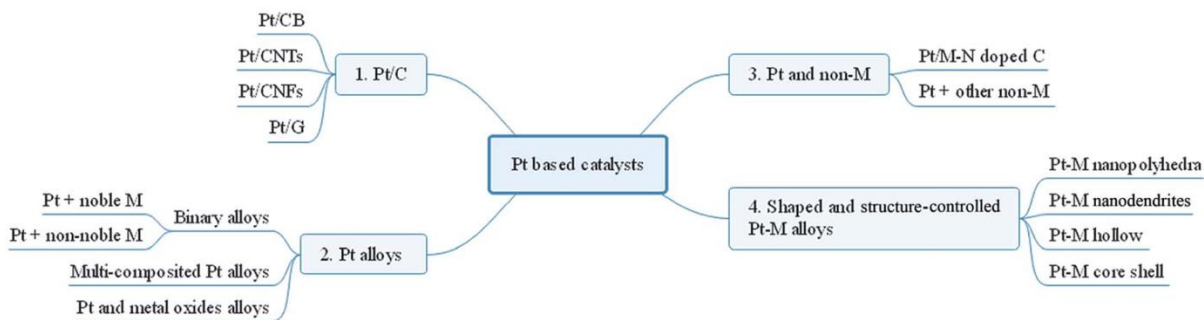 Pt based catalysts
1. Pt/C
Pt/CB
Pt/CNTs
Pt/CNFs
Pt/G
2. Pt alloys
Binary alloys
Pt + noble M
Pt + non-noble M
Multi-composited Pt alloys
Pt and metal oxides alloys
3. Pt and non-M
Pt/M-N doped C
Pt + other non-M
4. Shaped and structure-controlled
Pt-M alloys
Pt-M nanopolyhedra
Pt-M nanodendrites
Pt-M hollow
Pt-M core shell